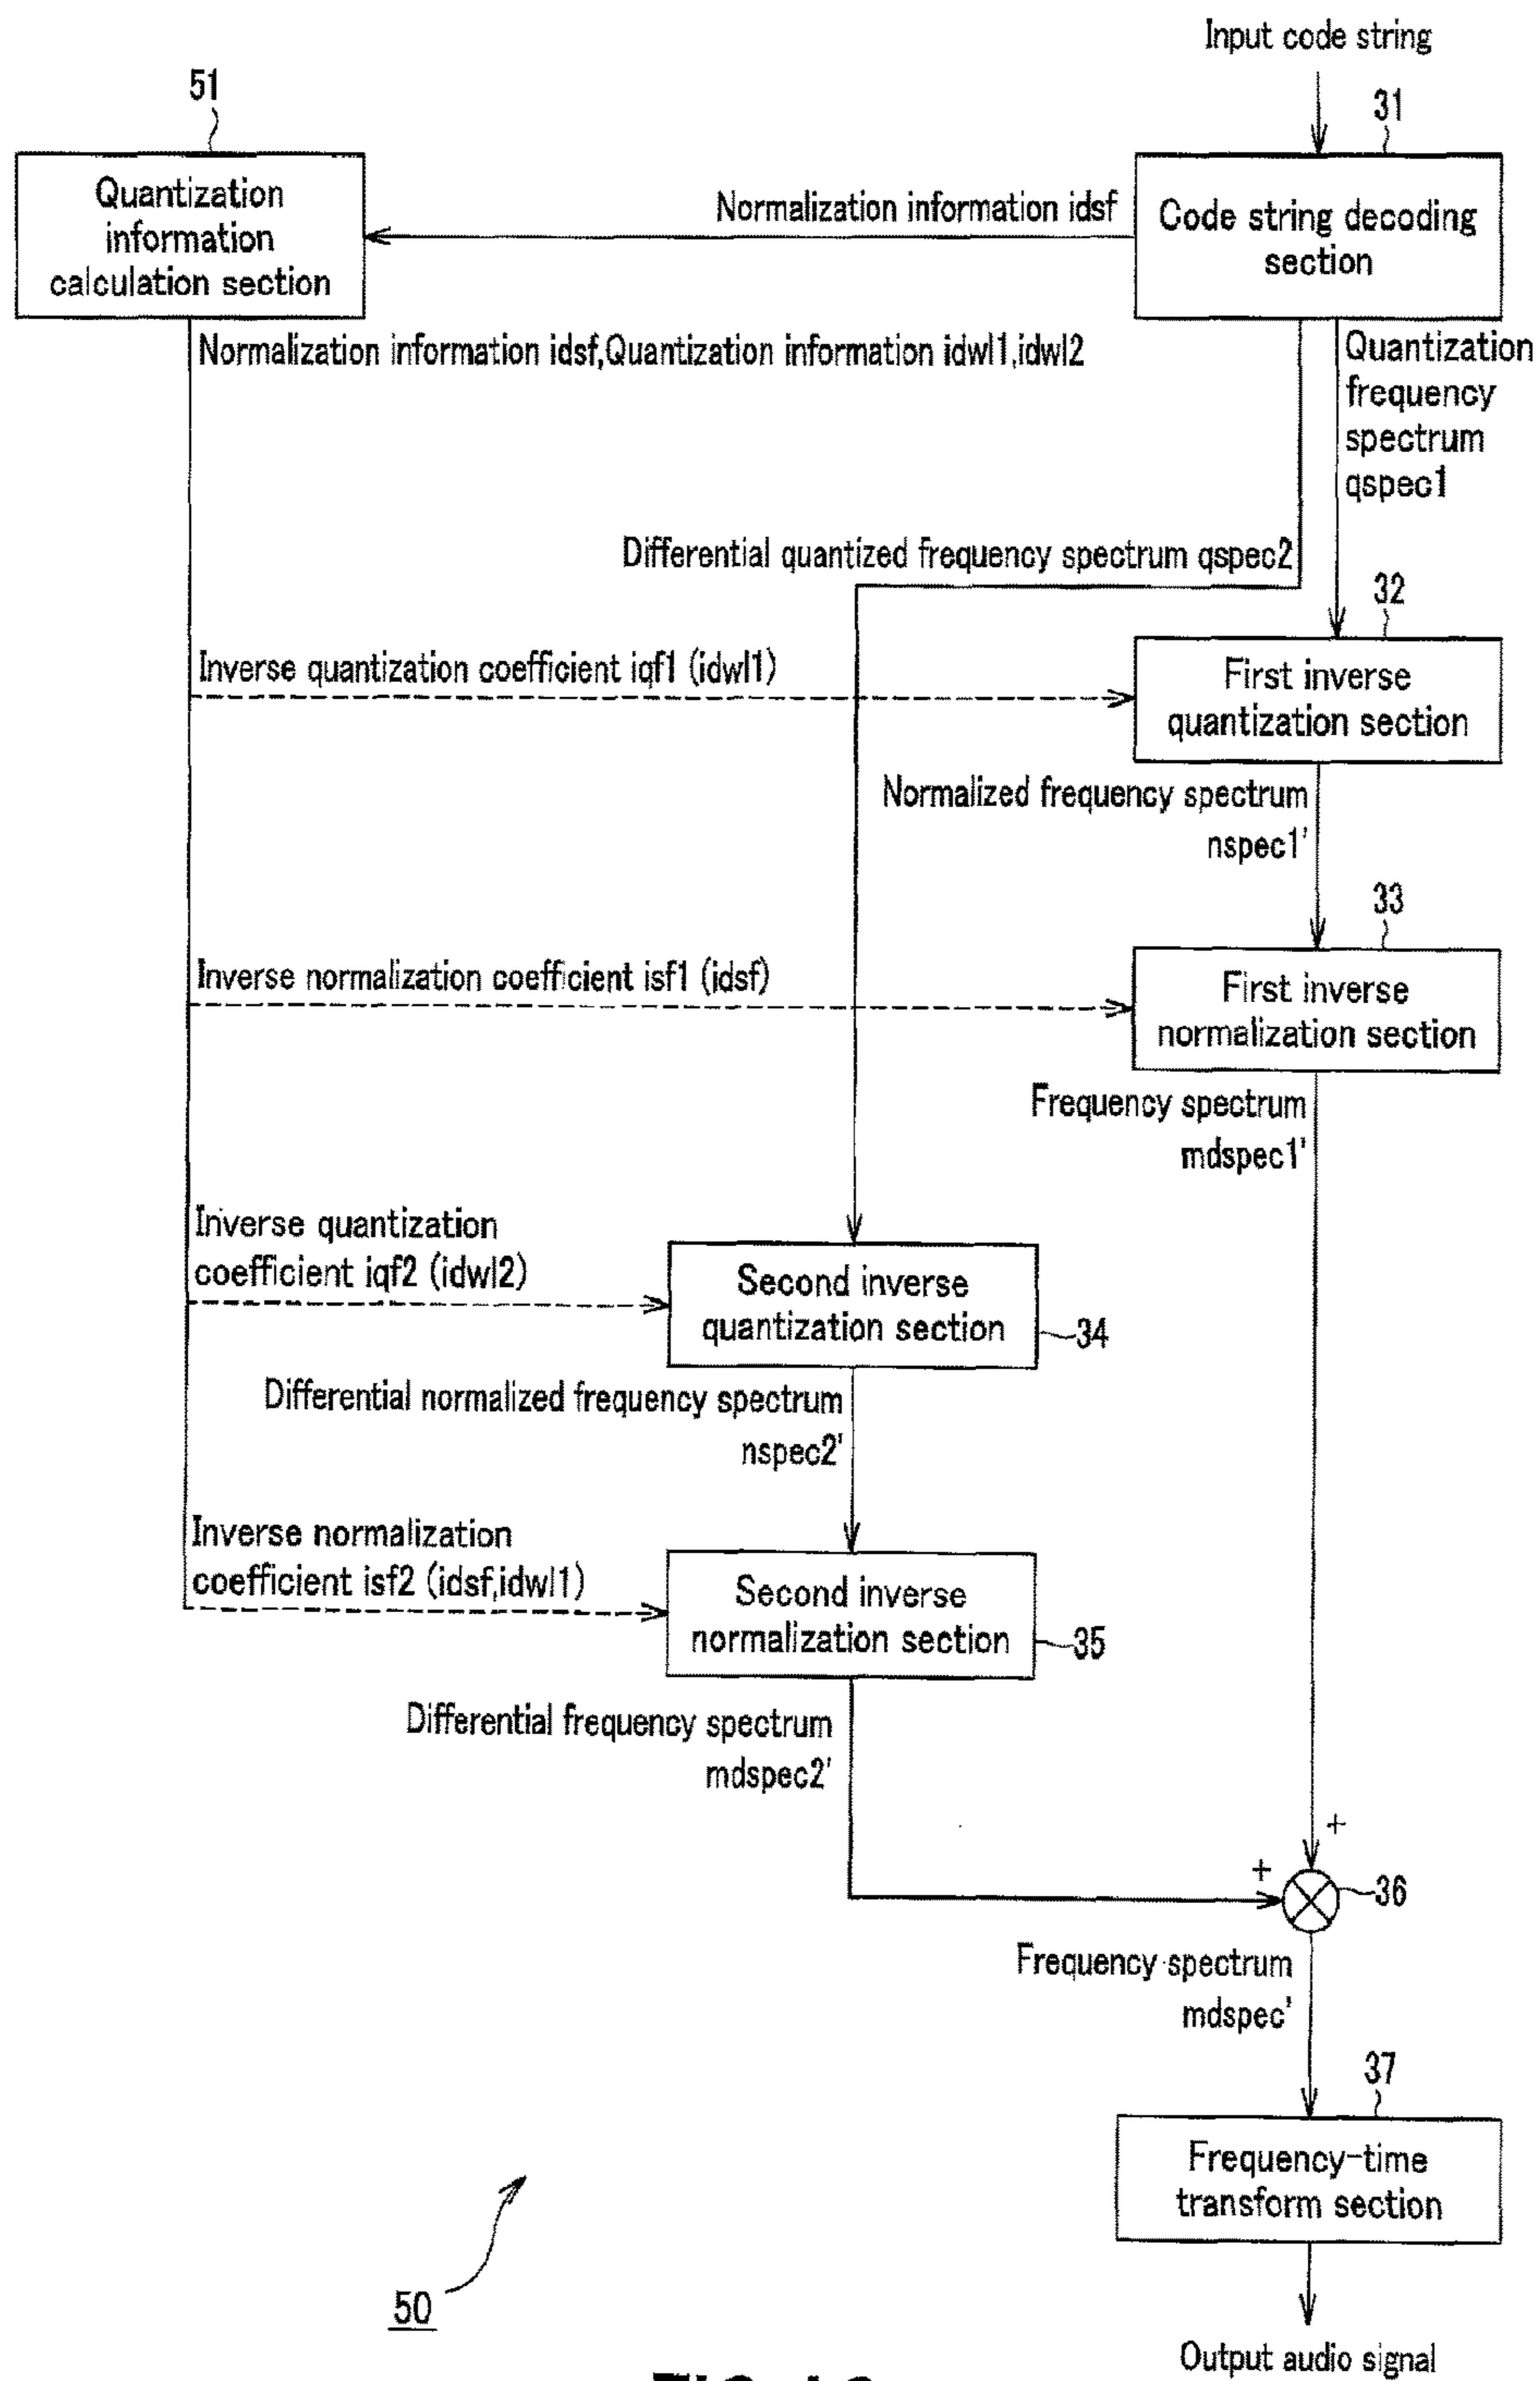 Input code string
51
31
Quantization
information
calculation section
Normalization information idsf
Code string decoding
section
Normalization information idsf,Quantization information idwl1,idwl2
Quantization
frequency
spectrum
qspec1
Differential quantized frequency spectrum qspec2
32
Inverse quantization coefficient iqf1 (idwl1)
First inverse
quantization section
Normalized frequency spectrum
nspec1'
33
Inverse normalization coefficient isf1 (idsf)
First inverse
normalization section
Frequency spectrum
mdspec1'
Inverse quantization
coefficient iqf2 (idwl2)
Second inverse
quantization section
34
Differential normalized frequency spectrum
nspec2'
Inverse normalization
coefficient isf2 (idsf,idwl1)
Second inverse
normalization section
35
Differential frequency spectrum
mdspec2'
+
+
36
Frequency spectrum
mdspec'
37
Frequency-time
transform section
50
Output audio signal